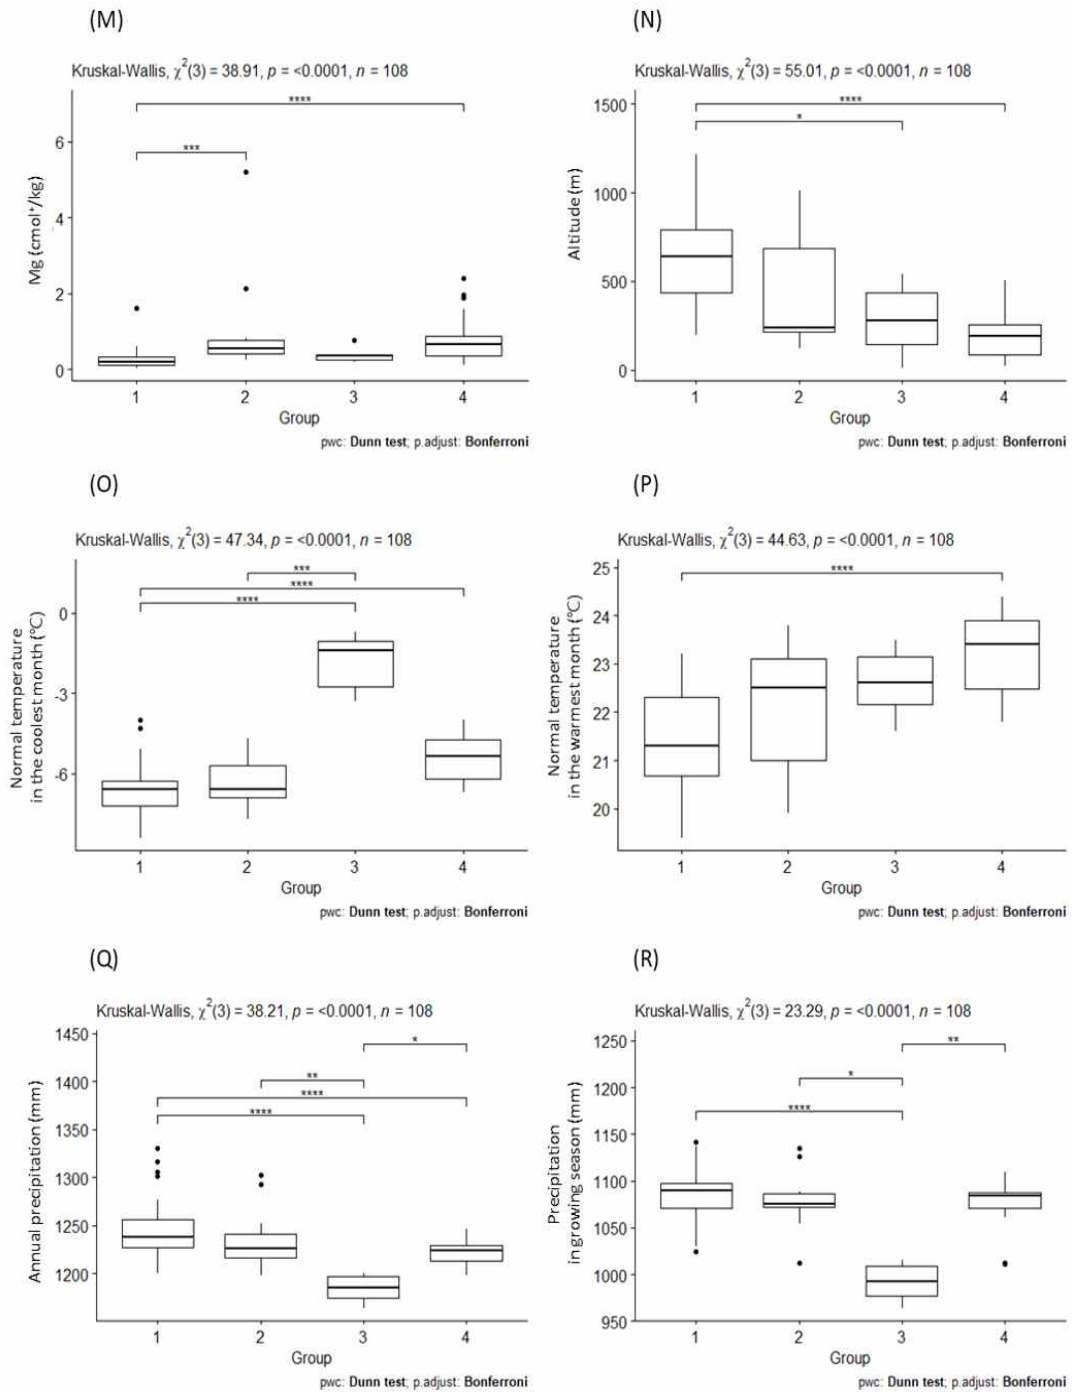 (M)
Kruskal-Wallis, χ²(3) = 38.91, p = <0.0001, n = 108
****
***
Mg (cmol⁺/kg)
6
4
2
0
1 2 3 4
Group
pwc: Dunn test; p.adjust: Bonferroni
(N)
Kruskal-Wallis, χ²(3) = 55.01, p = <0.0001, n = 108
****
*
Altitude (m)
1500
1000
500
0
1 2 3 4
Group
pwc: Dunn test; p.adjust: Bonferroni
(O)
Kruskal-Wallis, χ²(3) = 47.34, p = <0.0001, n = 108
***
****
****
Normal temperature
in the coolest month (°C)
0
-3
-6
1 2 3 4
Group
pwc: Dunn test; p.adjust: Bonferroni
(P)
Kruskal-Wallis, χ²(3) = 44.63, p = <0.0001, n = 108
****
Normal temperature
in the warmest month (°C)
25
24
23
22
21
20
1 2 3 4
Group
pwc: Dunn test; p.adjust: Bonferroni
(Q)
Kruskal-Wallis, χ²(3) = 38.21, p = <0.0001, n = 108
*
**
****
****
Annual precipitation (mm)
1450
1400
1350
1300
1250
1200
1 2 3 4
Group
pwc: Dunn test; p.adjust: Bonferroni
(R)
Kruskal-Wallis, χ²(3) = 23.29, p = <0.0001, n = 108
**
*
****
Precipitation
in growing season (mm)
1250
1200
1150
1100
1050
1000
950
1 2 3 4
Group
pwc: Dunn test; p.adjust: Bonferroni